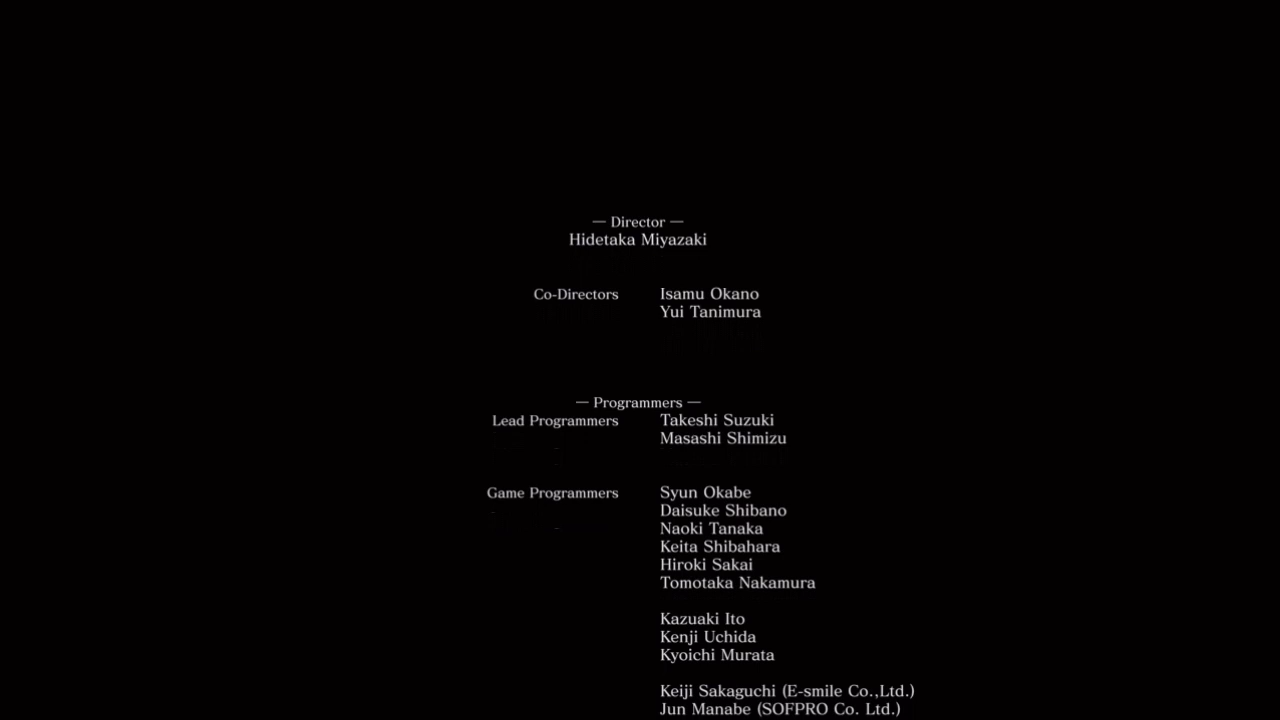 — Director —
Hidetaka Miyazaki
Co-Directors Isamu Okano
Yui Tanimura
— Programmers —
Lead Programmers Takeshi Suzuki
Masashi Shimizu
Game Programmers Syun Okabe
Daisuke Shibano
Naoki Tanaka
Keita Shibahara
Hiroki Sakai
Tomotaka Nakamura
Kazuaki Ito
Kenji Uchida
Kyoichi Murata
Keiji Sakaguchi (E-smile Co.,Ltd.)
Jun Manabe (SOFPRO Co. Ltd.)